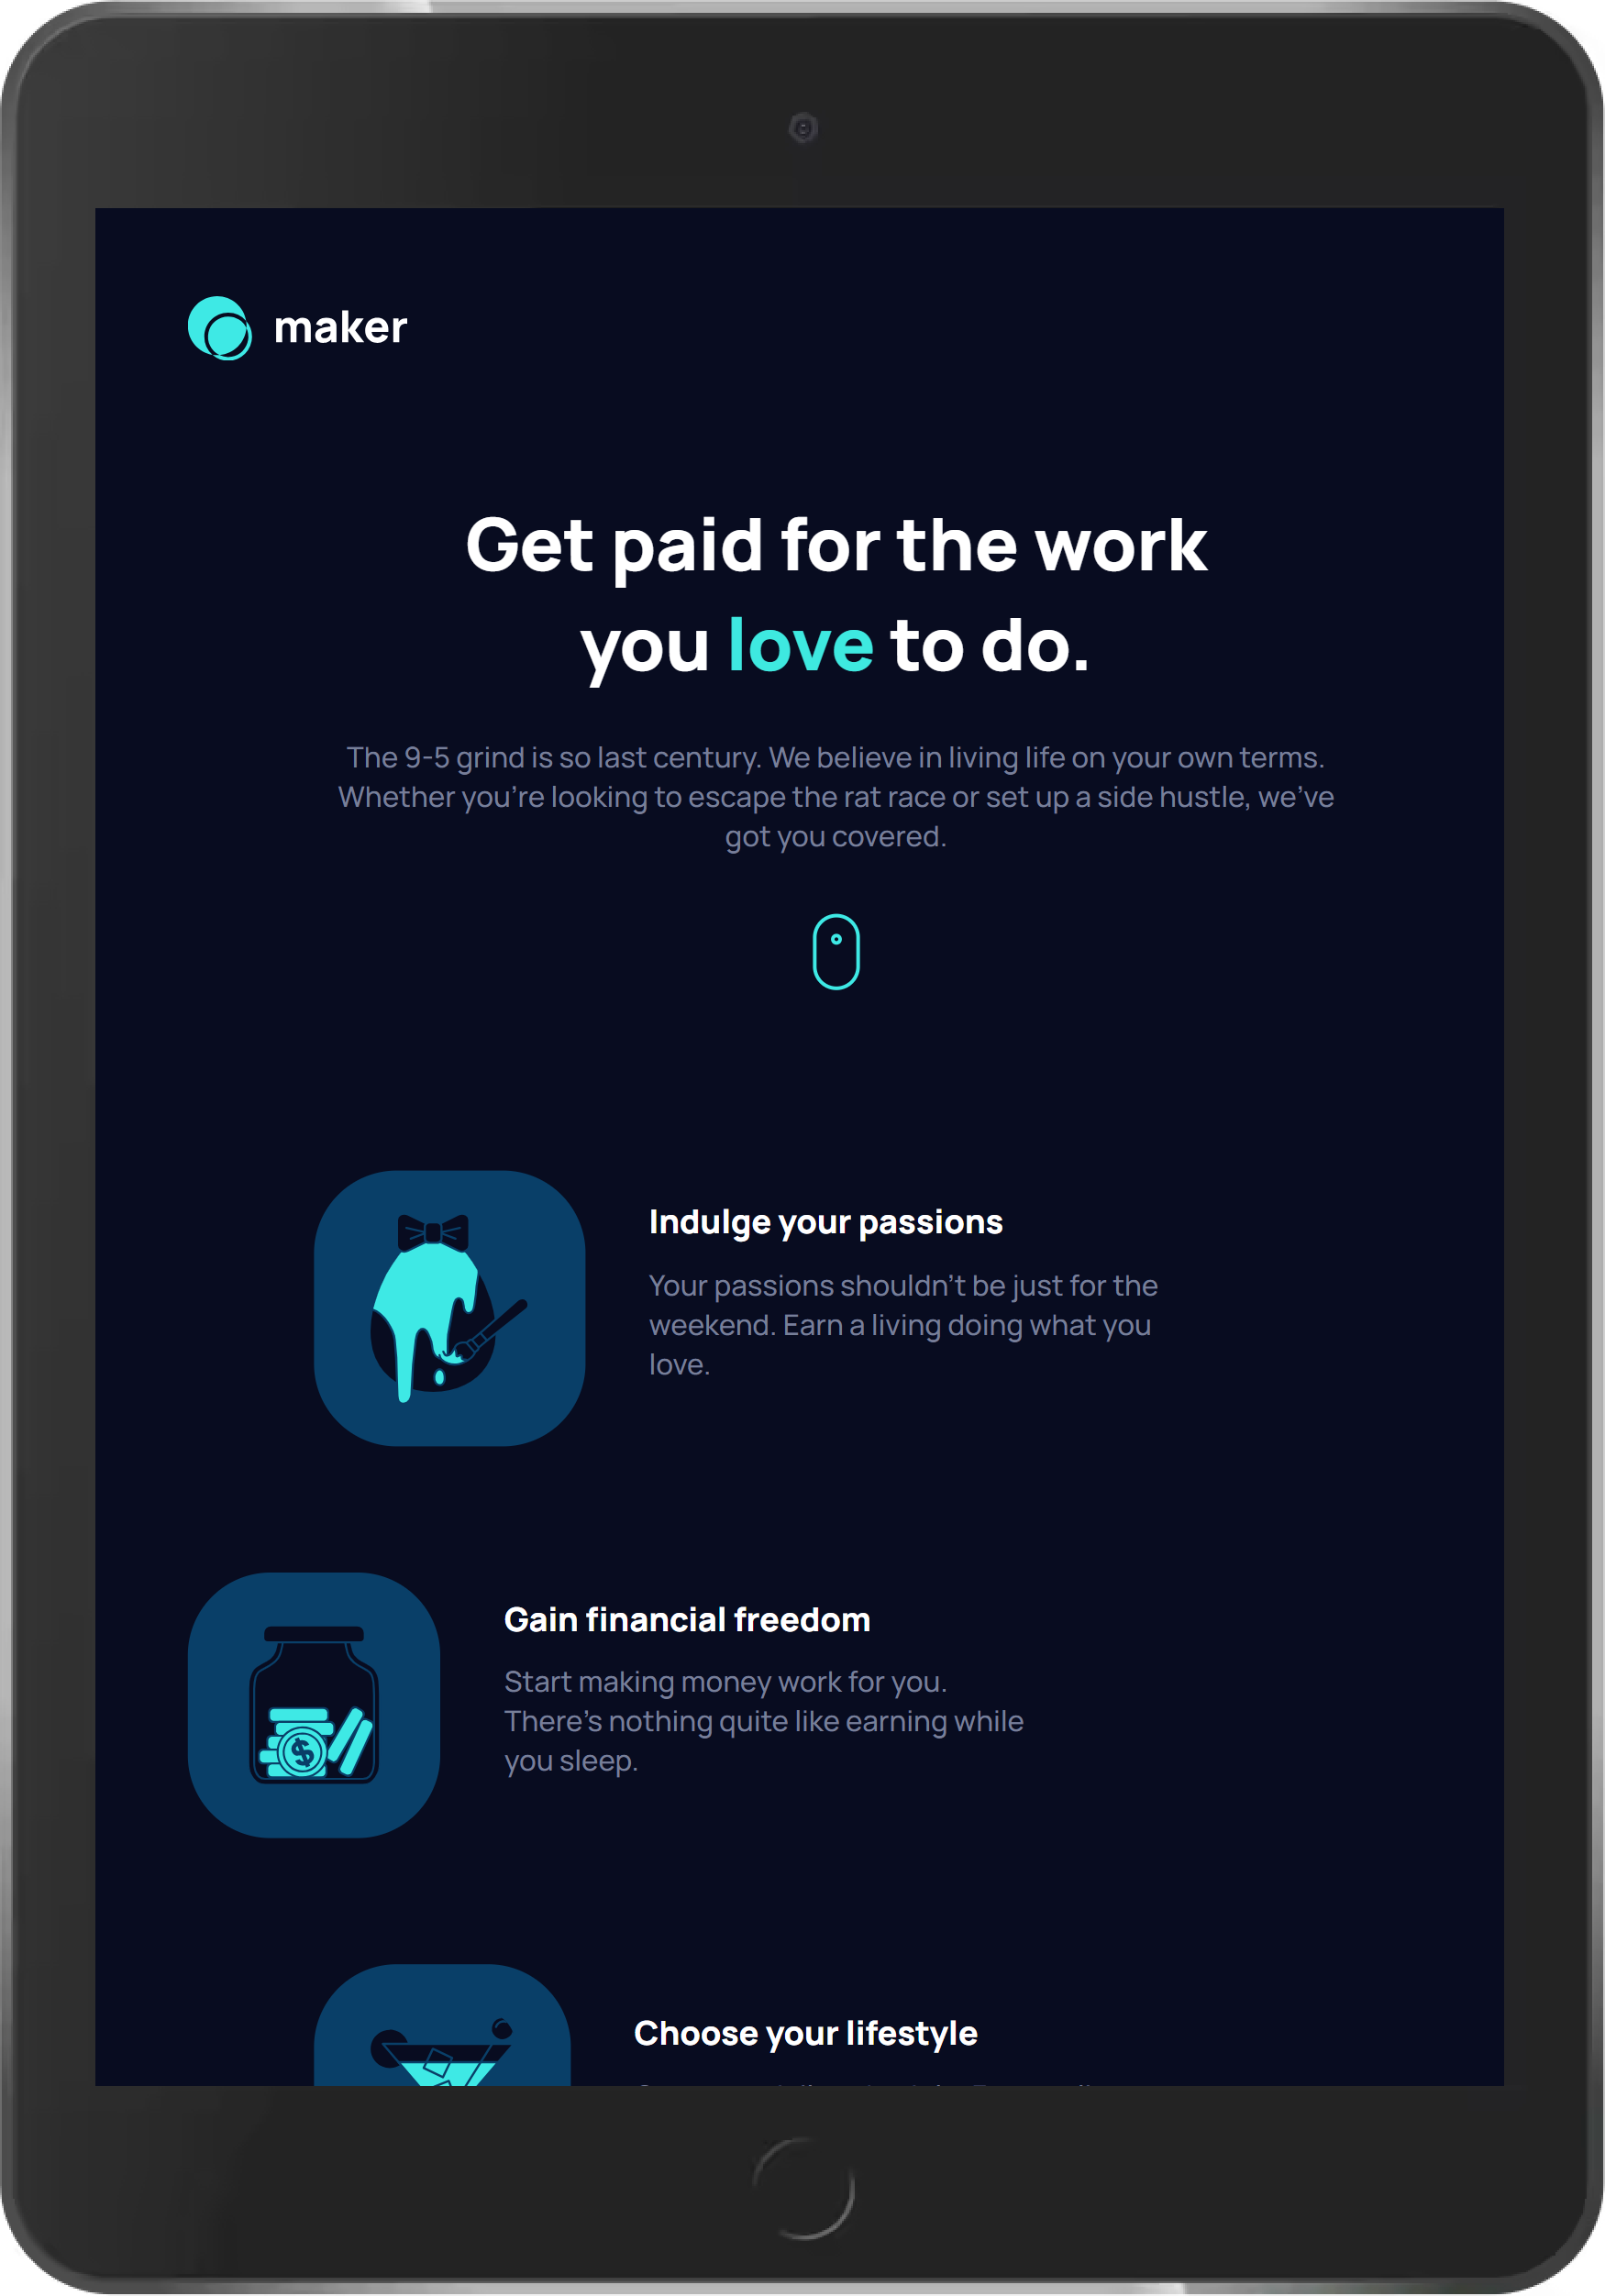 maker
Get paid for the work
you love to do.
The 9-5 grind is so last century. We believe in living life on your own terms.
Whether you’re looking to escape the rat race or set up a side hustle, we’ve
got you covered.
Indulge your passions
Your passions shouldn’t be just for the
weekend. Earn a living doing what you
love.
Gain financial freedom
Start making money work for you.
There’s nothing quite like earning while
you sleep.
$
Choose your lifestyle